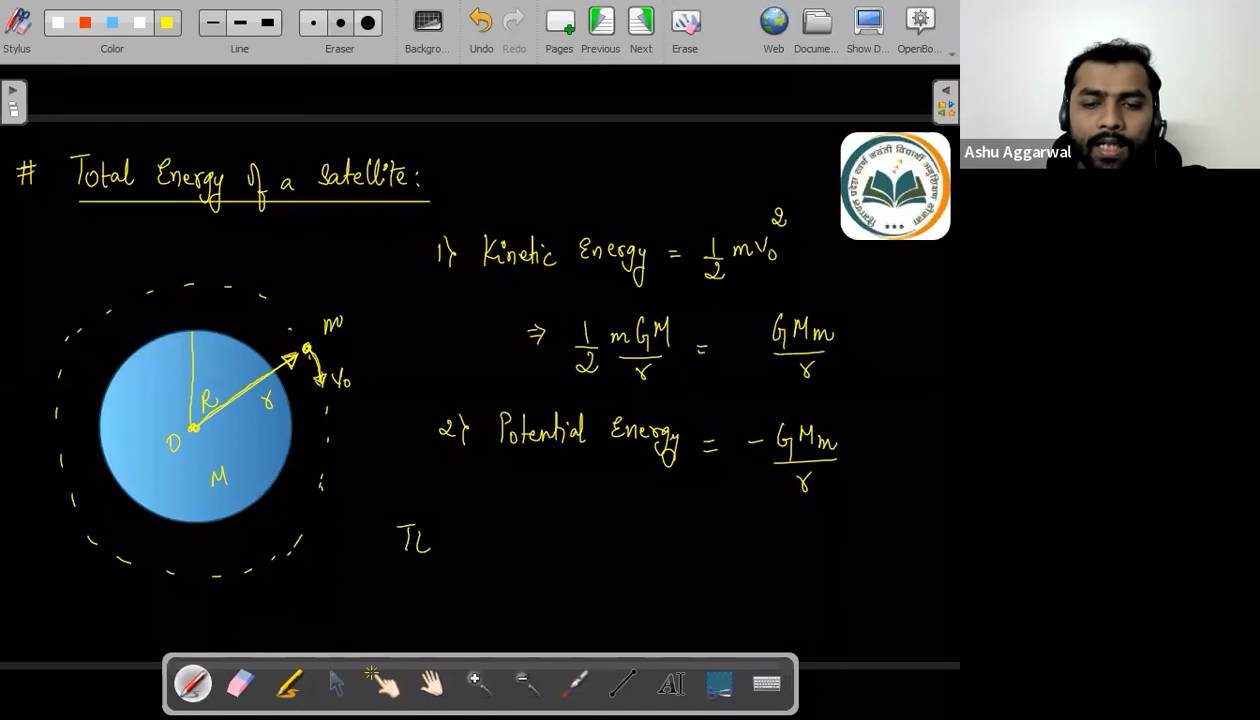 Stylus
Color
Line
Eraser
Backgro...
Undo
Redo
Pages
Previous
Next
Erase
Web
Docume...
Show D...
OpenBo...
Ashu Aggarwal
# Total Energy of a Satellite:
1) Kinetic Energy = 1/2 mv₀²
⇒ 1/2 mGM/r = GMm/r
2) Potential Energy = - GMm/r
m
v₀
R
r
O
M